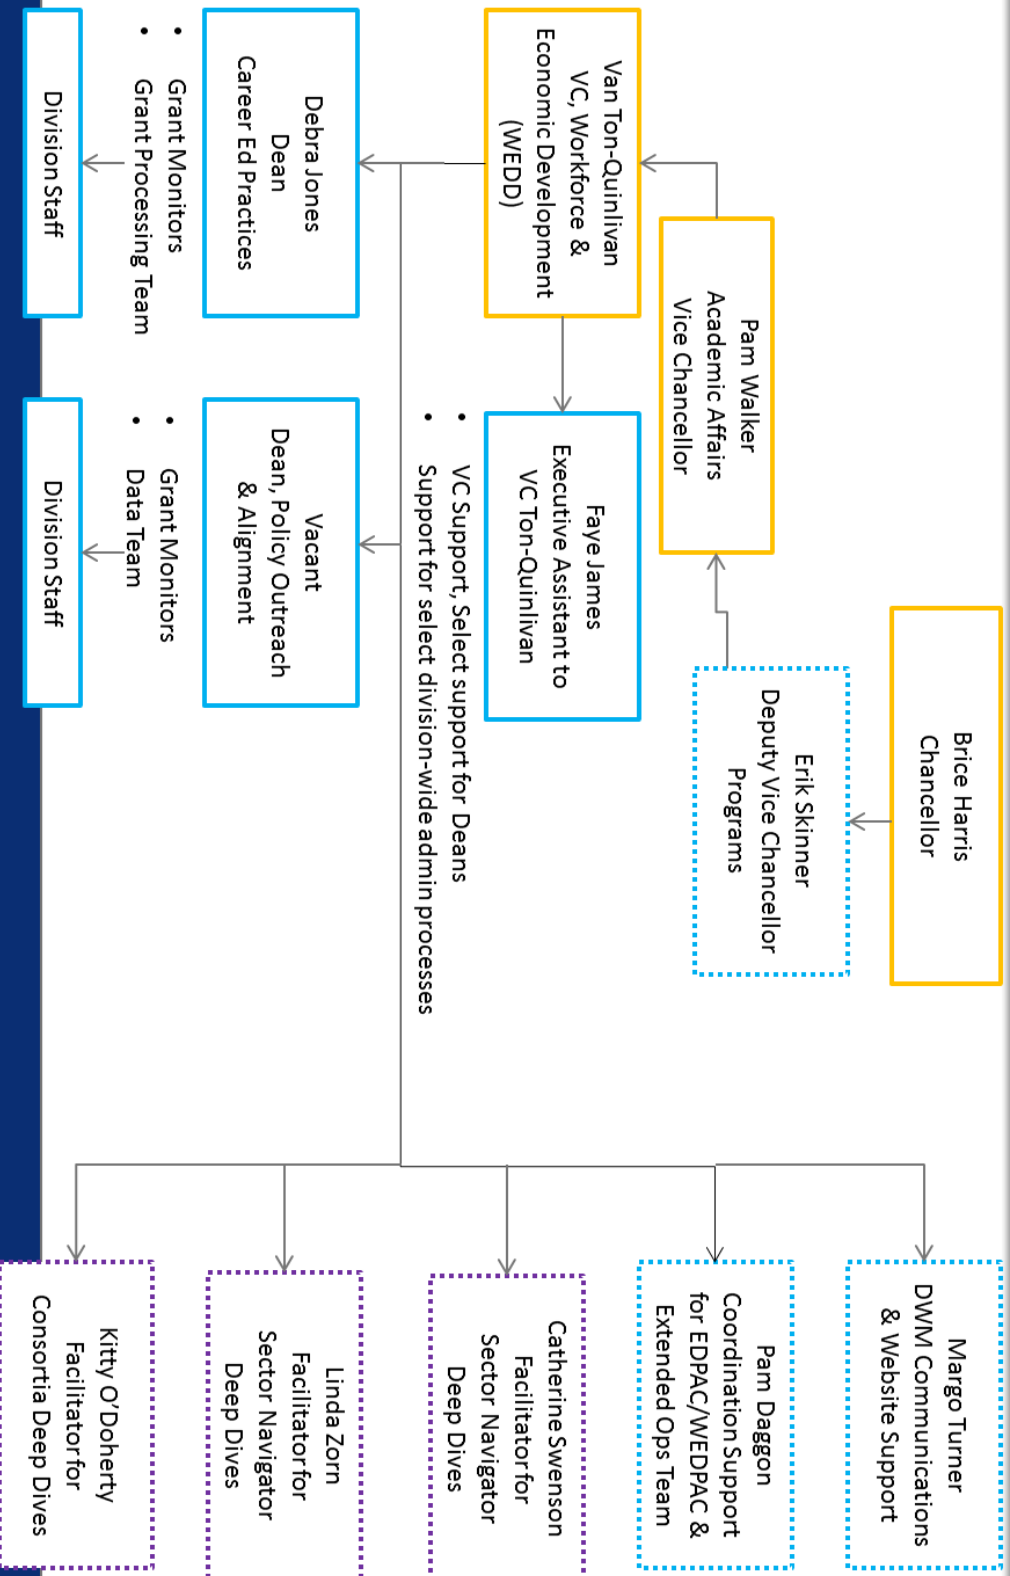 Brice Harris
Chancellor
Erik Skinner
Deputy Vice Chancellor
Programs
Pam Walker
Academic Affairs
Vice Chancellor
Van Ton-Quinlivan
VC, Workforce &
Economic Development
(WEDD)
Faye James
Executive Assistant to
VC Ton-Quinlivan
• VC Support, Select support for Deans
• Support for select division-wide admin processes
Debra Jones
Dean
Career Ed Practices
• Grant Monitors
• Grant Processing Team
Division Staff
Vacant
Dean, Policy Outreach
& Alignment
• Grant Monitors
• Data Team
Division Staff
Margo Turner
DWM Communications
& Website Support
Pam Daggon
Coordination Support
for EDPAC/WEDPAC &
Extended Ops Team
Catherine Swenson
Facilitator for
Sector Navigator
Deep Dives
Linda Zorn
Facilitator for
Sector Navigator
Deep Dives
Kitty O’Doherty
Facilitator for
Consortia Deep Dives